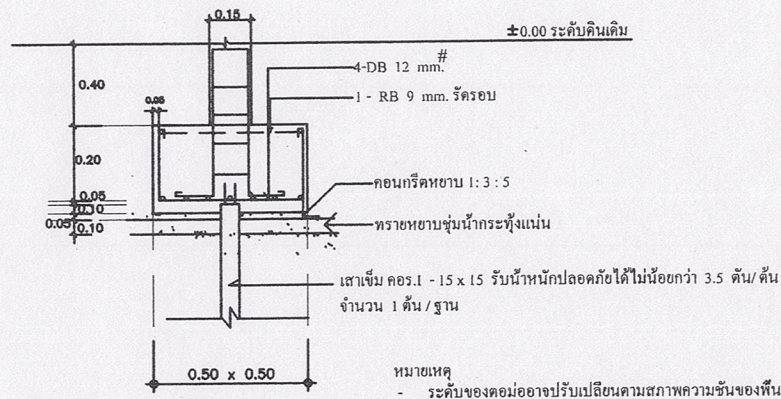 0.15
±0.00 ระดับดินเดิม
4-DB 12 mm.#
0.40
0.05
1 - RB 9 mm. รัดรอบ
0.20
คอนกรีตหยาบ 1: 3 : 5
0.05
0.10
0.05
0.10
ทรายหยาบชุ่มน้ำกระทุ้งแน่น
เสาเข็ม คอร.I - 15 x 15 รับน้ำหนักปลอดภัยได้ไม่น้อยกว่า 3.5 ตัน/ต้น
จำนวน 1 ต้น / ฐาน
0.50 x 0.50
หมายเหตุ
- ระดับของตอม่ออาจปรับเปลี่ยนตามสภาพความชันของพื้น